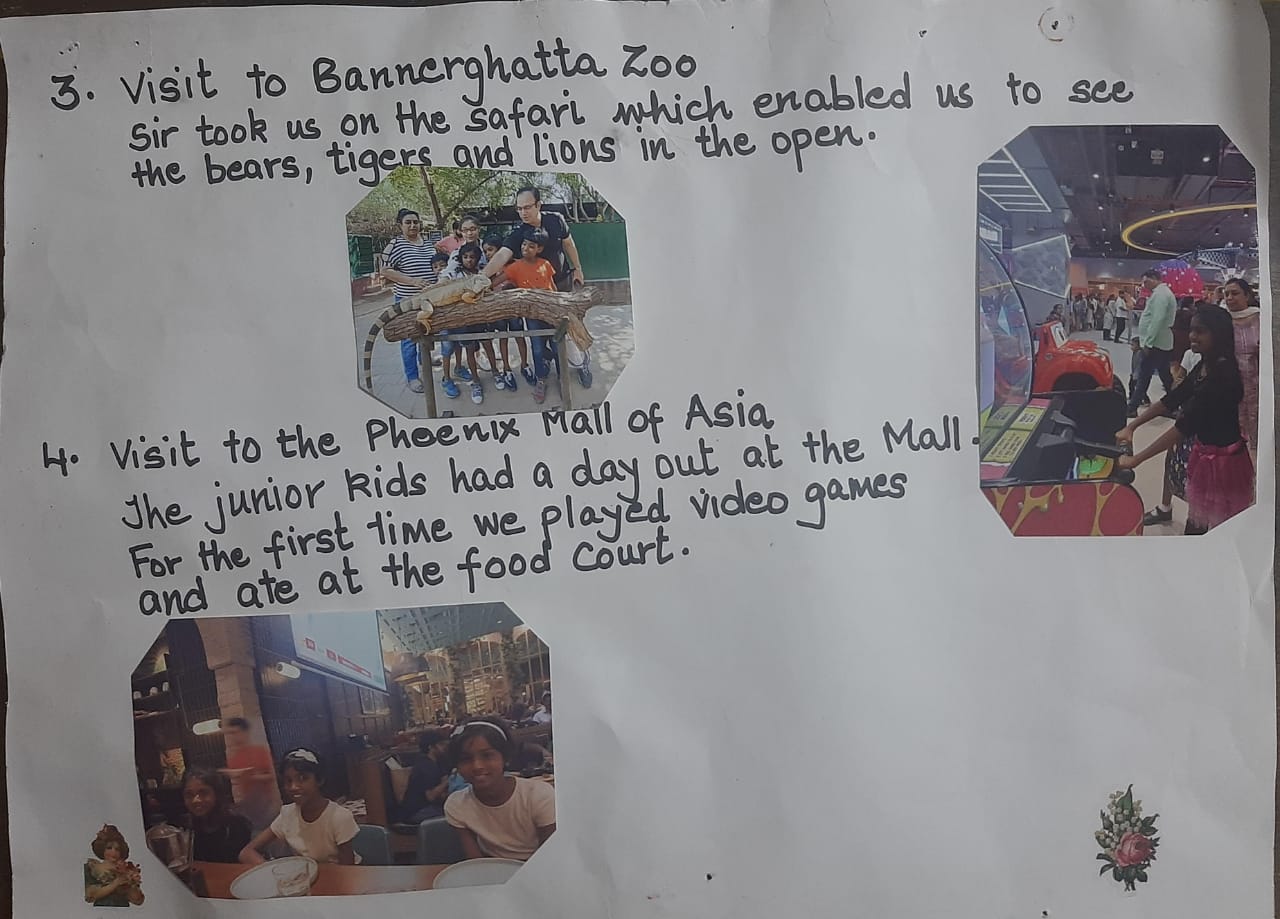 3. Visit to Bannerghatta Zoo
Sir took us on the safari which enabled us to see
the bears, tigers and lions in the open.
4. Visit to the Phoenix Mall of Asia
The junior kids had a day out at the Mall.
For the first time we played video games
and ate at the food court.